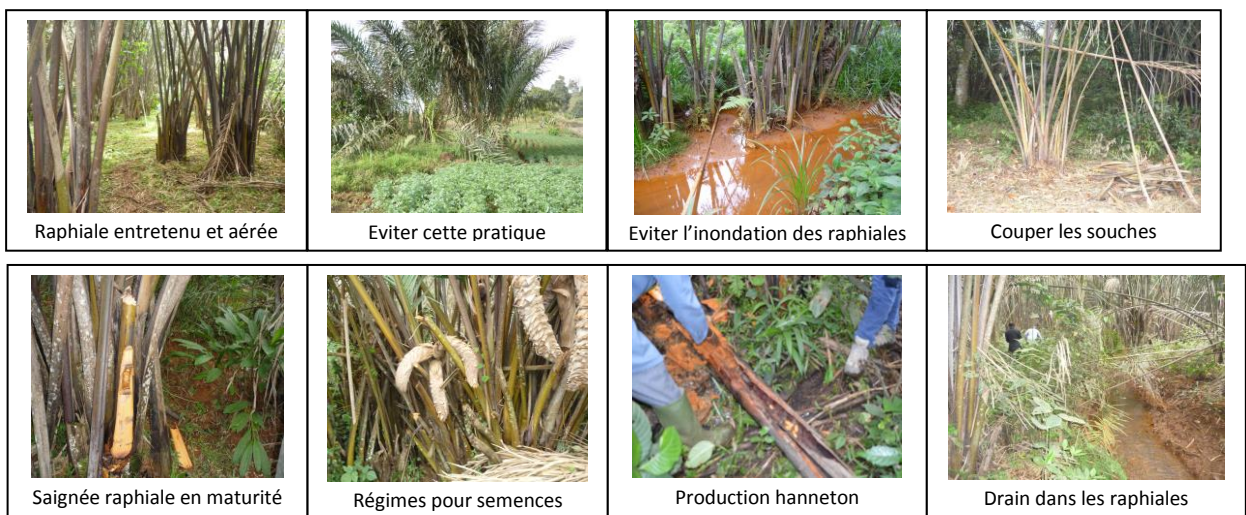 Raphiale entretenu et aérée
Eviter cette pratique
Eviter l’inondation des raphiales
Couper les souches
Saignée raphiale en maturité
Régimes pour semences
Production hanneton
Drain dans les raphiales